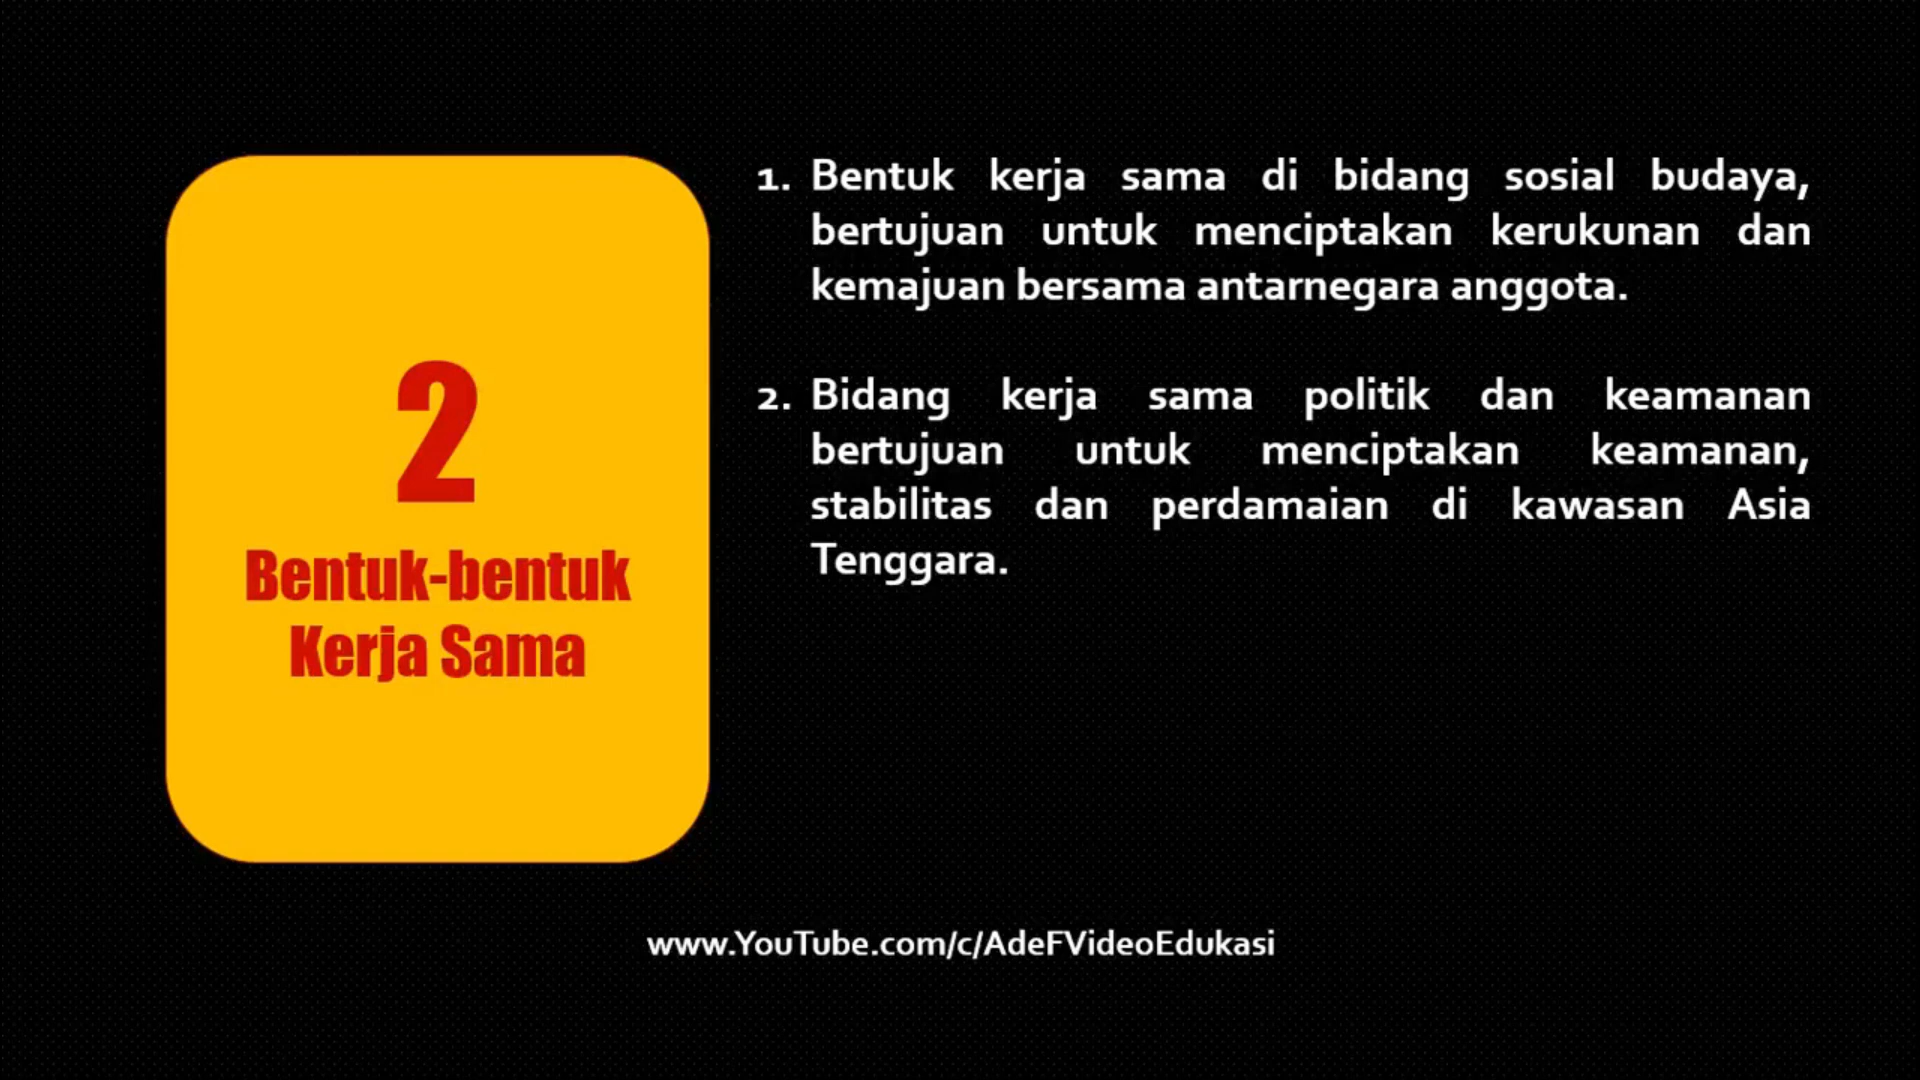 2
Bentuk-bentuk
Kerja Sama
1. Bentuk kerja sama di bidang sosial budaya,
bertujuan untuk menciptakan kerukunan dan
kemajuan bersama antarnegara anggota.
2. Bidang kerja sama politik dan keamanan
bertujuan untuk menciptakan keamanan,
stabilitas dan perdamaian di kawasan Asia
Tenggara.
www.YouTube.com/c/AdeFVideoEdukasi